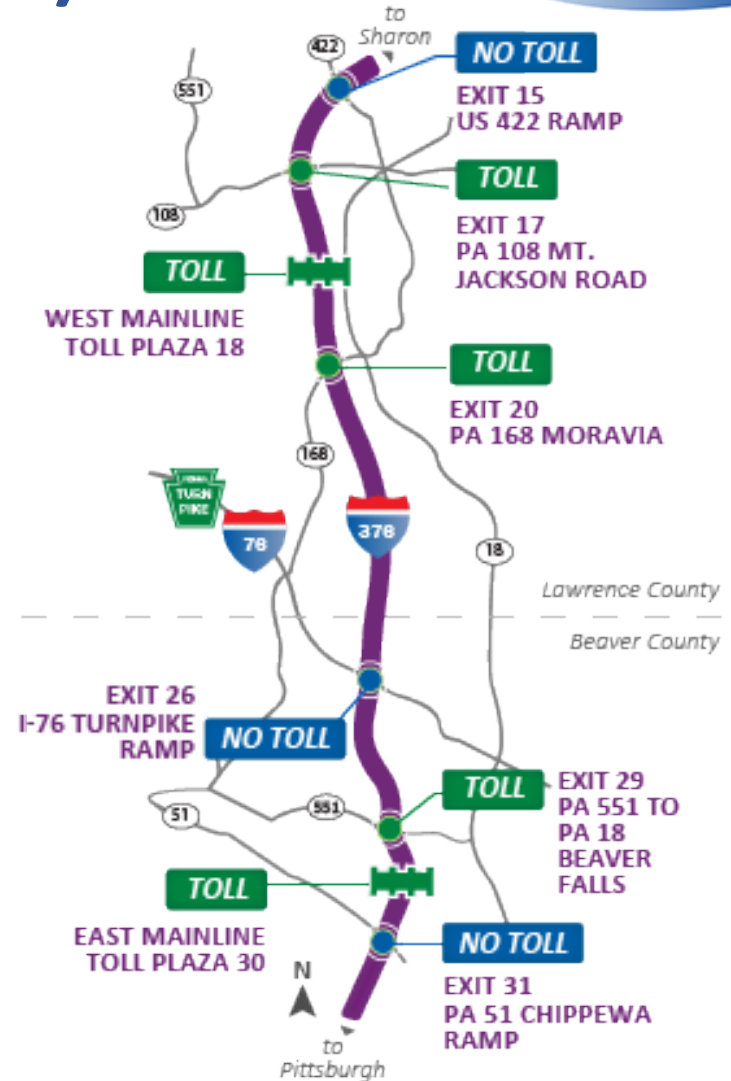 to
Sharon
422
NO TOLL
EXIT 15
US 422 RAMP
551
TOLL
108
EXIT 17
PA 108 MT.
JACKSON ROAD
TOLL
WEST MAINLINE
TOLL PLAZA 18
TOLL
EXIT 20
PA 168 MORAVIA
168
TURN
PIKE
76
376
18
Lawrence County
Beaver County
EXIT 26
I-76 TURNPIKE
RAMP
NO TOLL
TOLL
EXIT 29
PA 551 TO
PA 18
BEAVER
FALLS
551
51
TOLL
EAST MAINLINE
TOLL PLAZA 30
NO TOLL
EXIT 31
PA 51 CHIPPEWA
RAMP
N
to
Pittsburgh